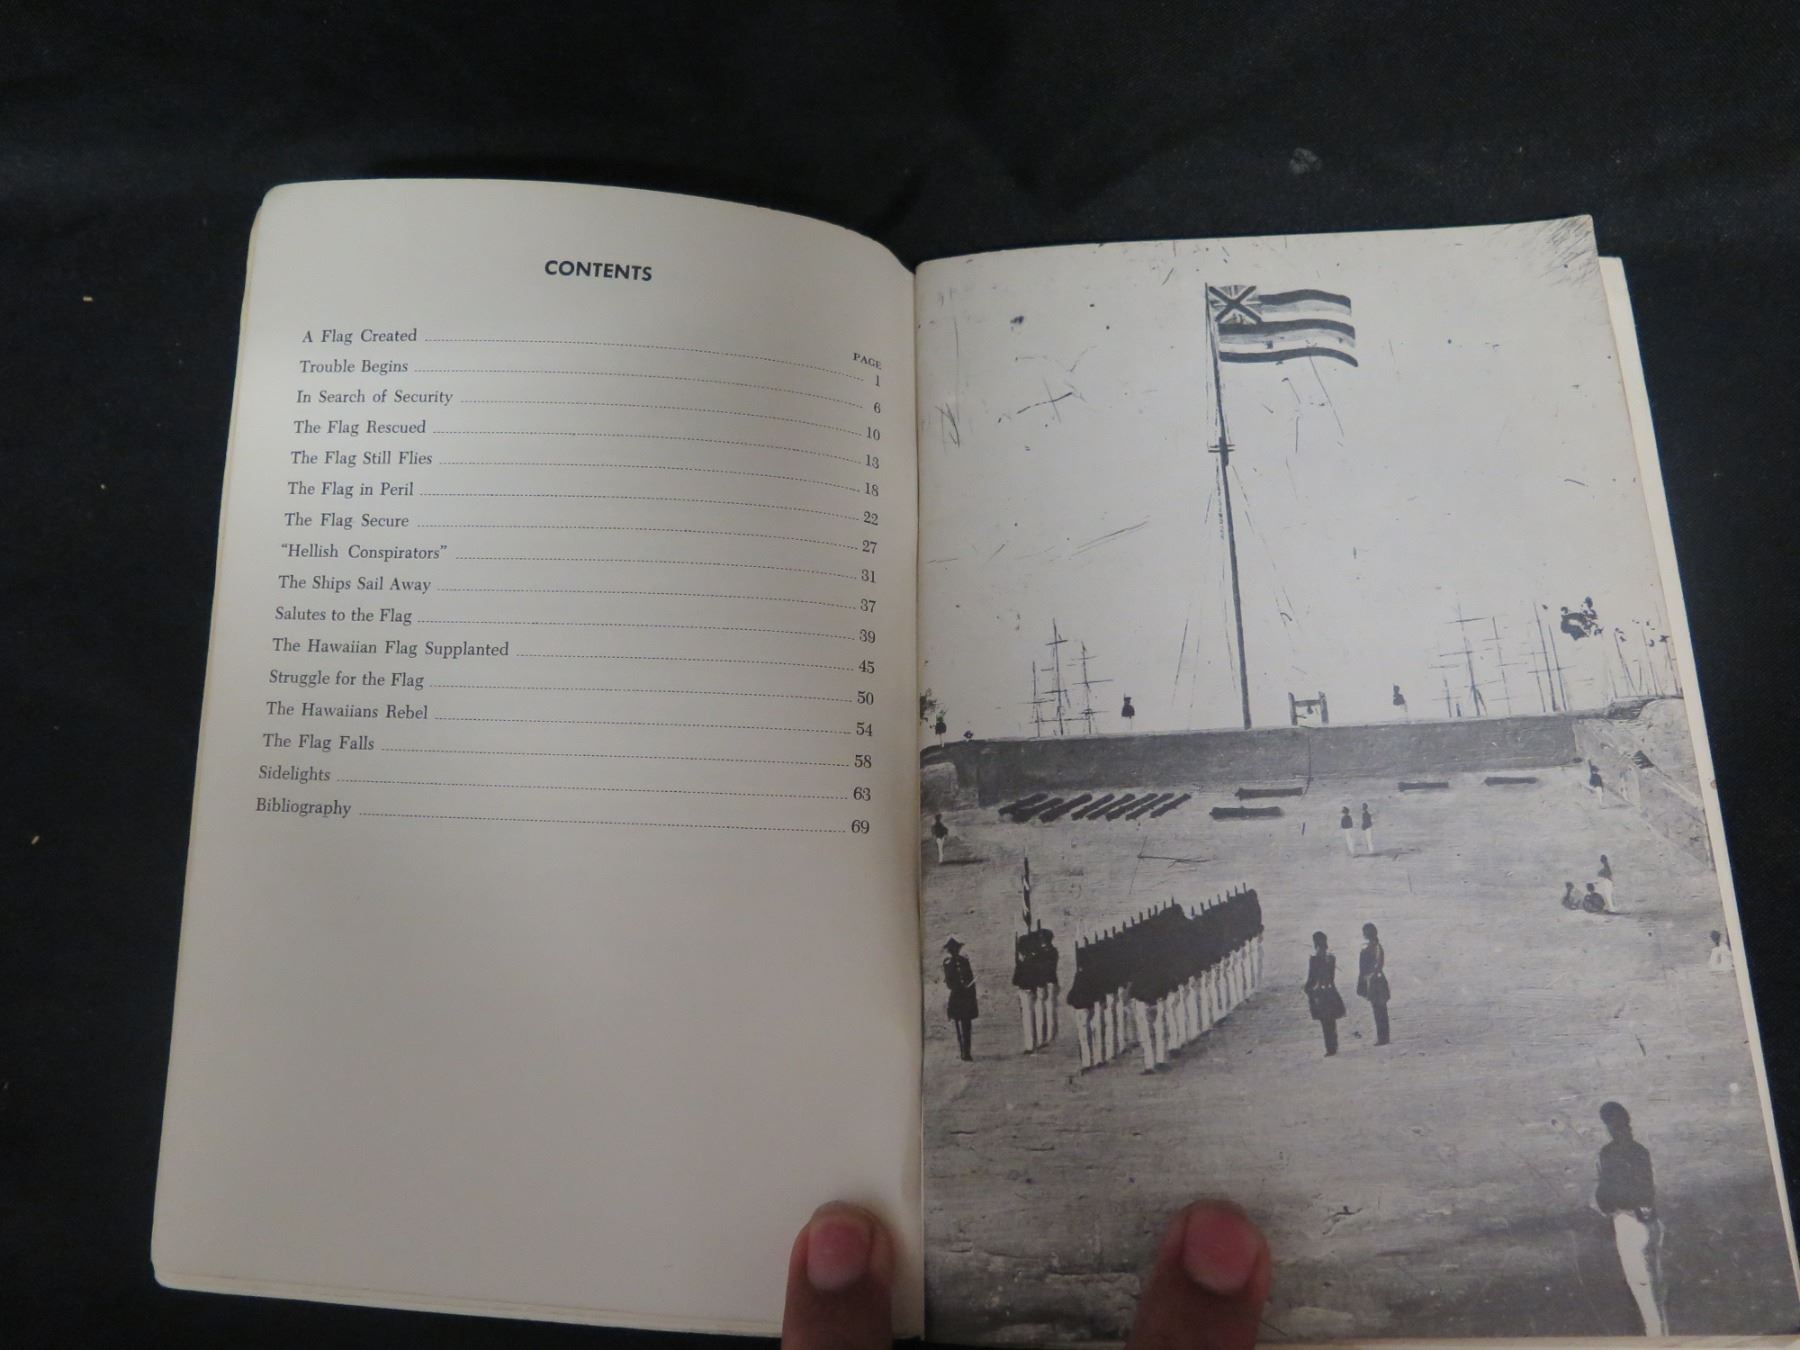 CONTENTS
PAGE
A Flag Created 1
Trouble Begins 6
In Search of Security 10
The Flag Rescued 13
The Flag Still Flies 18
The Flag in Peril 22
The Flag Secure 27
“Hellish Conspirators” 31
The Ships Sail Away 37
Salutes to the Flag 39
The Hawaiian Flag Supplanted 45
Struggle for the Flag 50
The Hawaiians Rebel 54
The Flag Falls 58
Sidelights 63
Bibliography 69